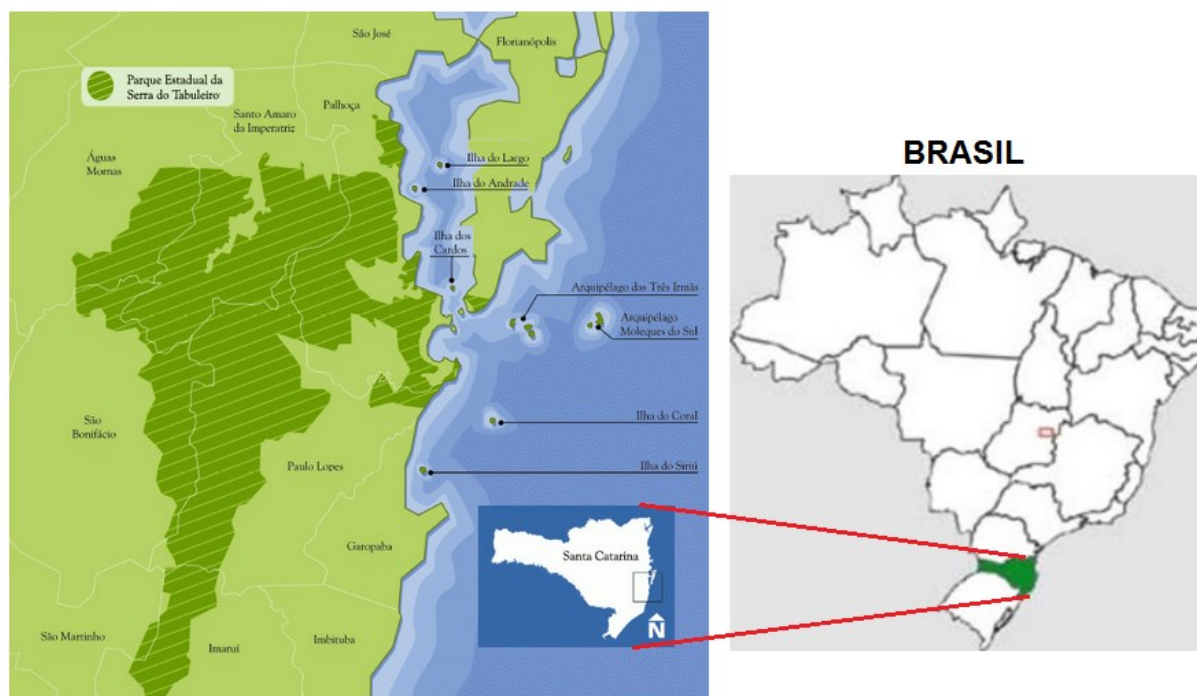 São José
Florianópolis
Parque Estadual da
Serra do Tabuleiro
Palhoça
Santo Amaro
da Imperatriz
Águas
Mornas
Ilha do Largo
Ilha do Andrade
Ilha dos
Cardos
Arquipélago das Três Irmãs
Arquipélago
Moleques do Sul
São
Bonifácio
Ilha do Coral
Paulo Lopes
Ilha do Siriú
Garopaba
Santa Catarina
N
São Martinho
Imaruí
Imbituba
BRASIL